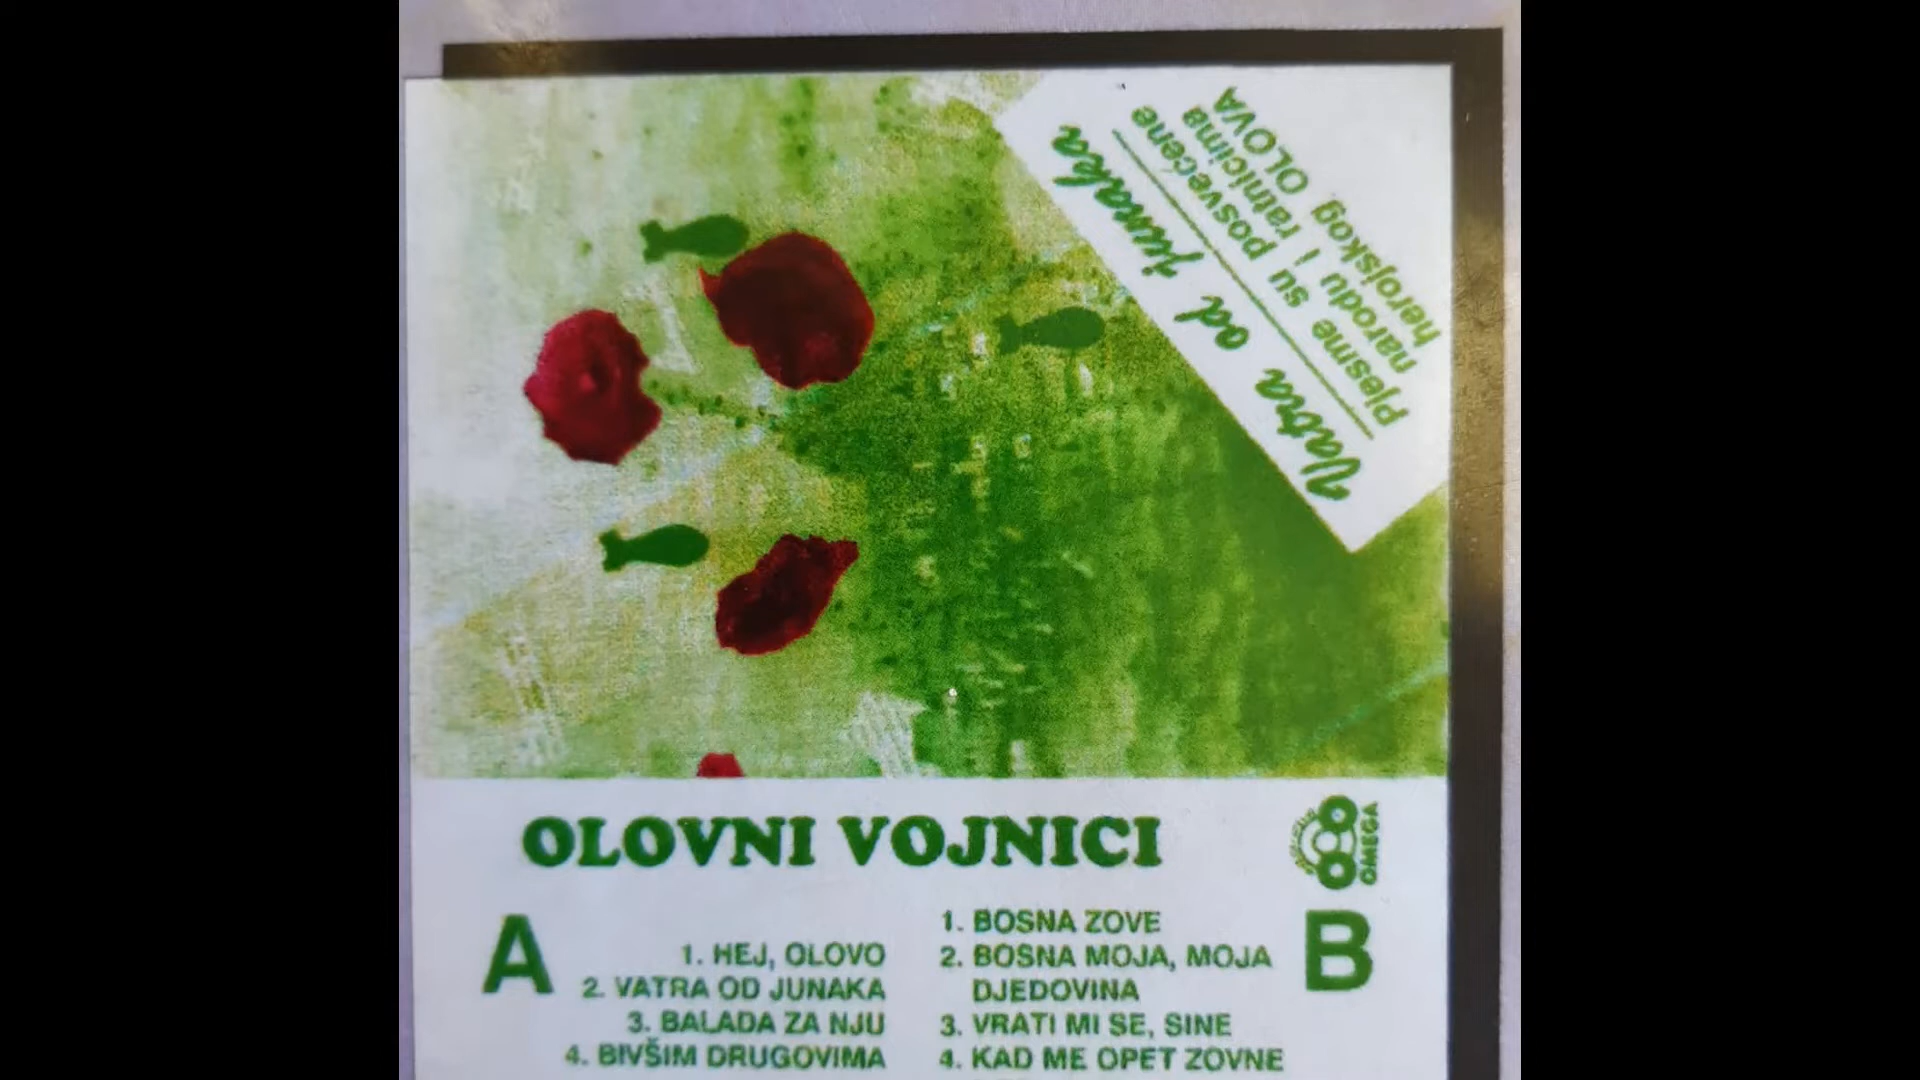 Vatra od junaka
Pjesme su posvećene
narodu i ratnicima
herojskog OLOVA
OLOVNI VOJNICI
OMEGA
A
1. HEJ, OLOVO
2. VATRA OD JUNAKA
3. BALADA ZA NJU
4. BIVŠIM DRUGOVIMA
B
1. BOSNA ZOVE
2. BOSNA MOJA, MOJA
DJEDOVINA
3. VRATI MI SE, SINE
4. KAD ME OPET ZOVNE